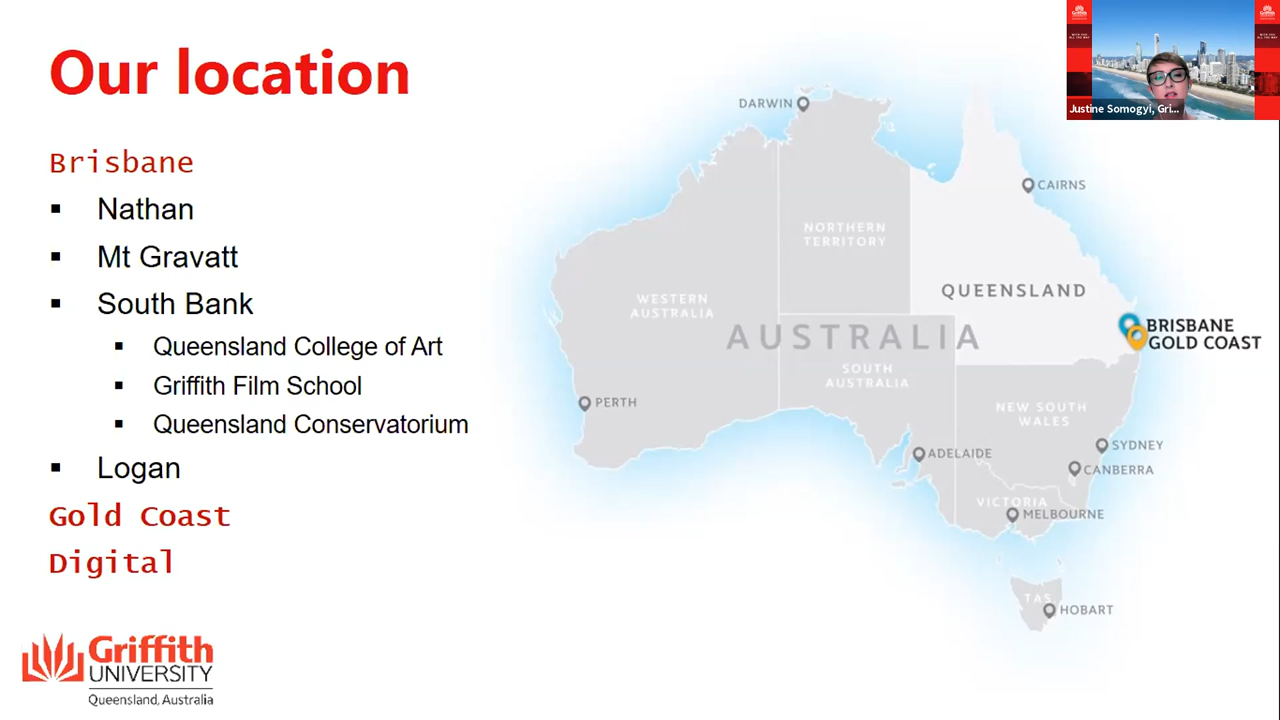 Our location
Brisbane
Nathan
Mt Gravatt
South Bank
Queensland College of Art
Griffith Film School
Queensland Conservatorium
Logan
Gold Coast
Digital
Griffith
UNIVERSITY
Queensland, Australia
DARWIN
CAIRNS
NORTHERN
TERRITORY
QUEENSLAND
WESTERN
AUSTRALIA
AUSTRALIA
BRISBANE
GOLD COAST
SOUTH
AUSTRALIA
PERTH
NEW SOUTH
WALES
SYDNEY
ADELAIDE
CANBERRA
VICTORIA
MELBOURNE
TAS
HOBART
Justine Somogyi, Gri...